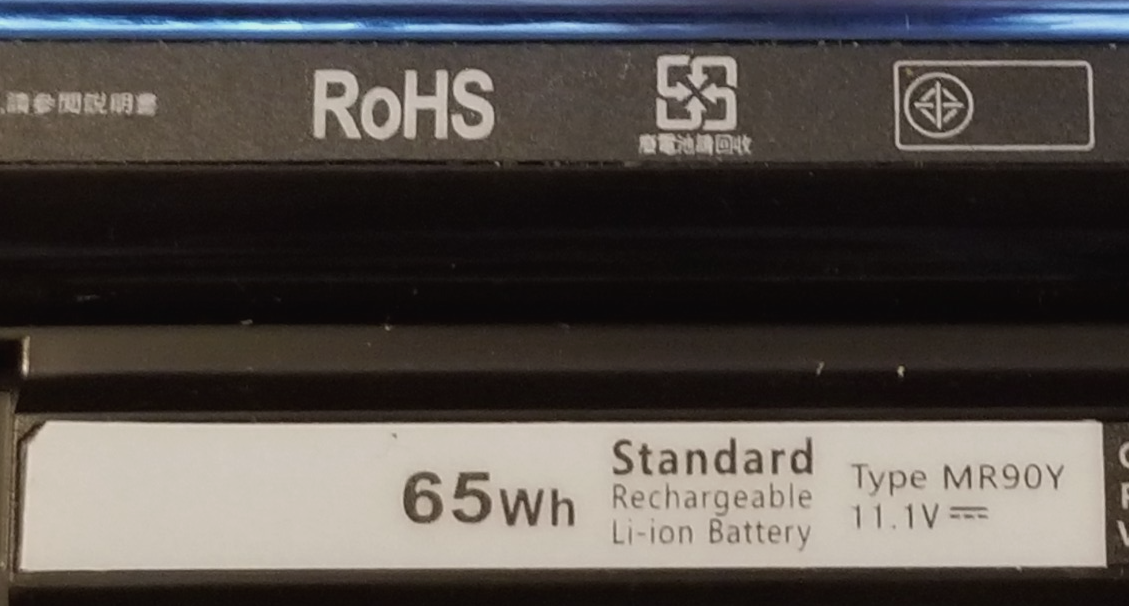 請參閱說明書
RoHS
廢電池請回收
65Wh
Standard
Rechargeable
Li-ion Battery
Type MR90Y
11.1V